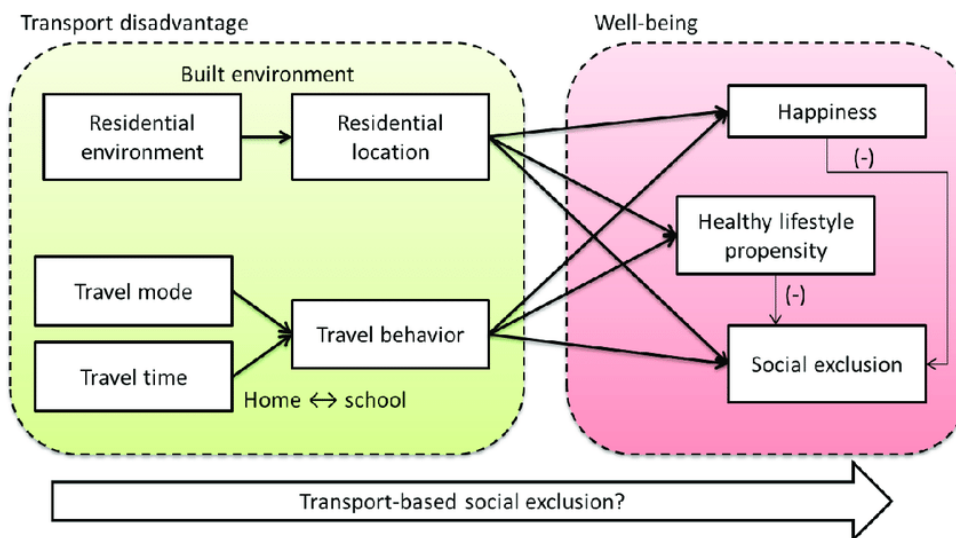 Transport disadvantage
Well-being
Built environment
Residential
environment
Residential
location
Happiness
(-)
Healthy lifestyle
propensity
(-)
Travel mode
Travel behavior
Travel time
Social exclusion
Home ↔ school
Transport-based social exclusion?